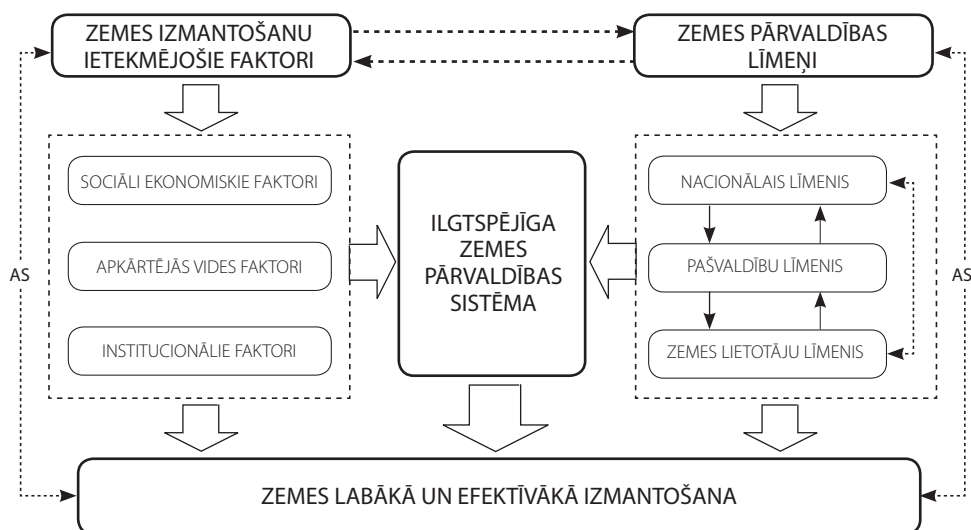 ZEMES IZMANTOŠANU
IETEKMĒJOŠIE FAKTORI
ZEMES PĀRVALDĪBAS
LĪMEŅI
SOCIĀLI EKONOMISKIE FAKTORI
APKĀRTĒJĀS VIDES FAKTORI
INSTITUCIONĀLIE FAKTORI
ILGTSPĒJĪGA
ZEMES
PĀRVALDĪBAS
SISTĒMA
NACIONĀLAIS LĪMENIS
PAŠVALDĪBU LĪMENIS
ZEMES LIETOTĀJU LĪMENIS
AS
AS
ZEMES LABĀKĀ UN EFEKTĪVĀKĀ IZMANTOŠANA